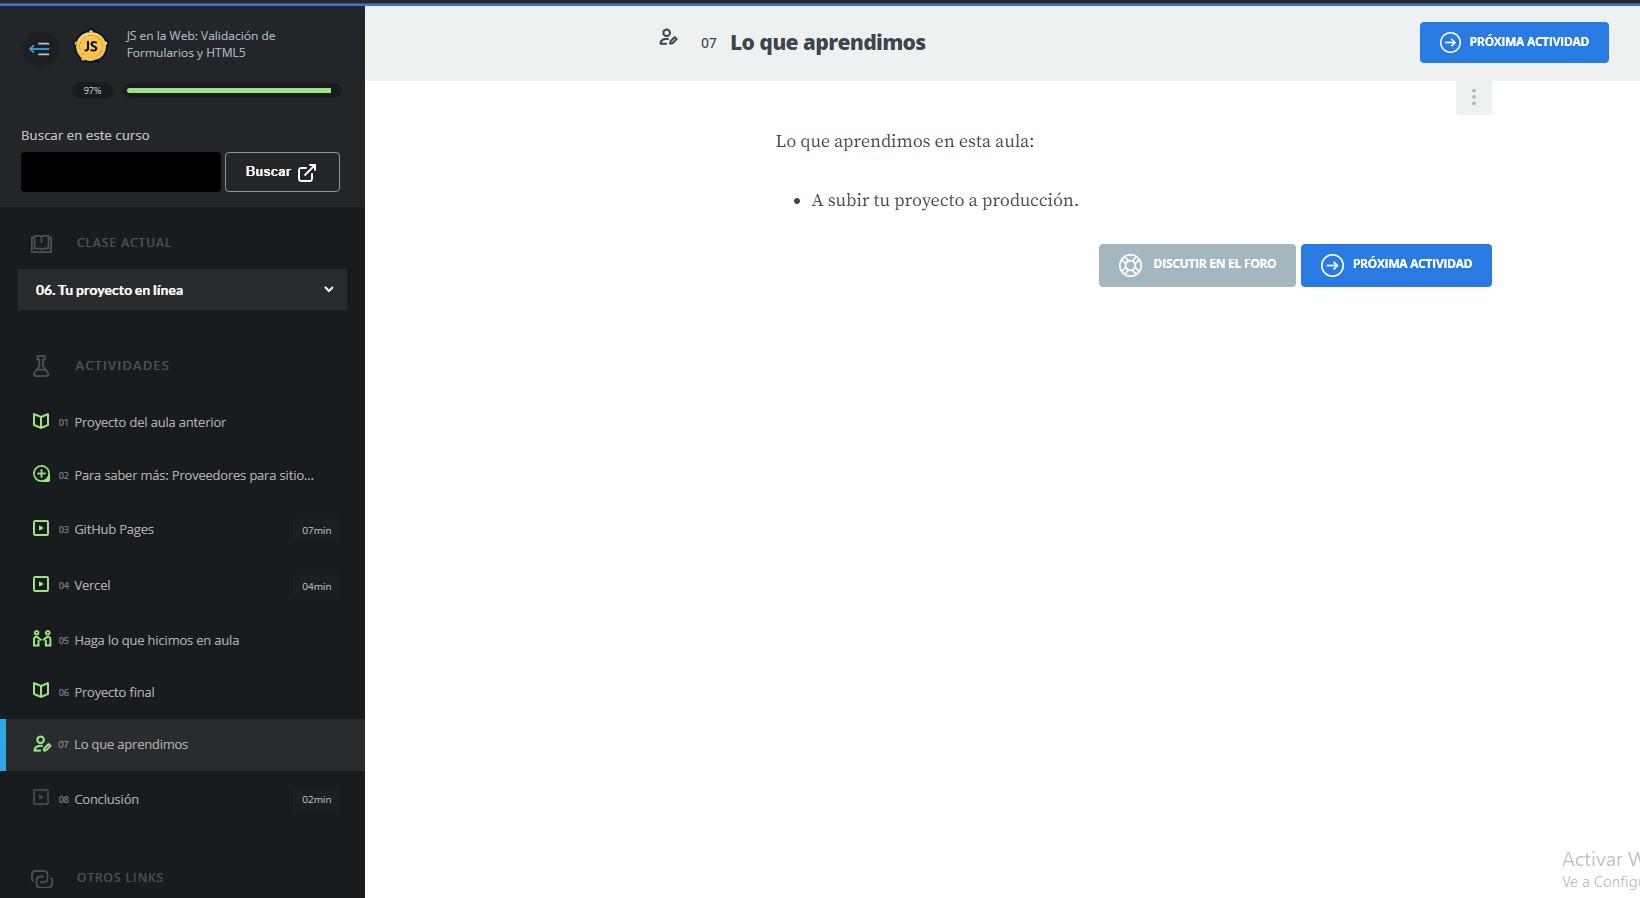 JS
JS en la Web: Validación de
Formularios y HTML5
97%
Buscar en este curso
Buscar
CLASE ACTUAL
06. Tu proyecto en línea
ACTIVIDADES
01 Proyecto del aula anterior
02 Para saber más: Proveedores para sitio...
03 GitHub Pages 07min
04 Vercel 04min
05 Haga lo que hicimos en aula
06 Proyecto final
07 Lo que aprendimos
08 Conclusión 02min
OTROS LINKS
07 Lo que aprendimos
PRÓXIMA ACTIVIDAD
Lo que aprendimos en esta aula:
• A subir tu proyecto a producción.
DISCUTIR EN EL FORO
PRÓXIMA ACTIVIDAD
Activar W
Ve a Config